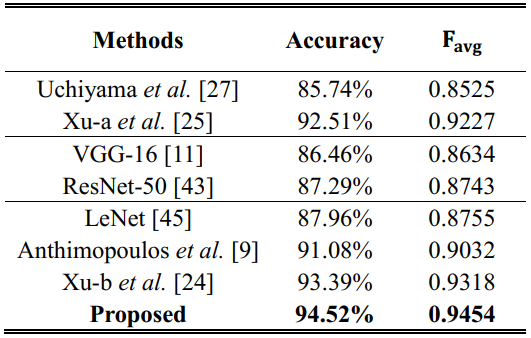 Methods Accuracy Favg
Uchiyama et al. [27] 85.74% 0.8525
Xu-a et al. [25] 92.51% 0.9227
VGG-16 [11] 86.46% 0.8634
ResNet-50 [43] 87.29% 0.8743
LeNet [45] 87.96% 0.8755
Anthimopoulos et al. [9] 91.08% 0.9032
Xu-b et al. [24] 93.39% 0.9318
Proposed 94.52% 0.9454